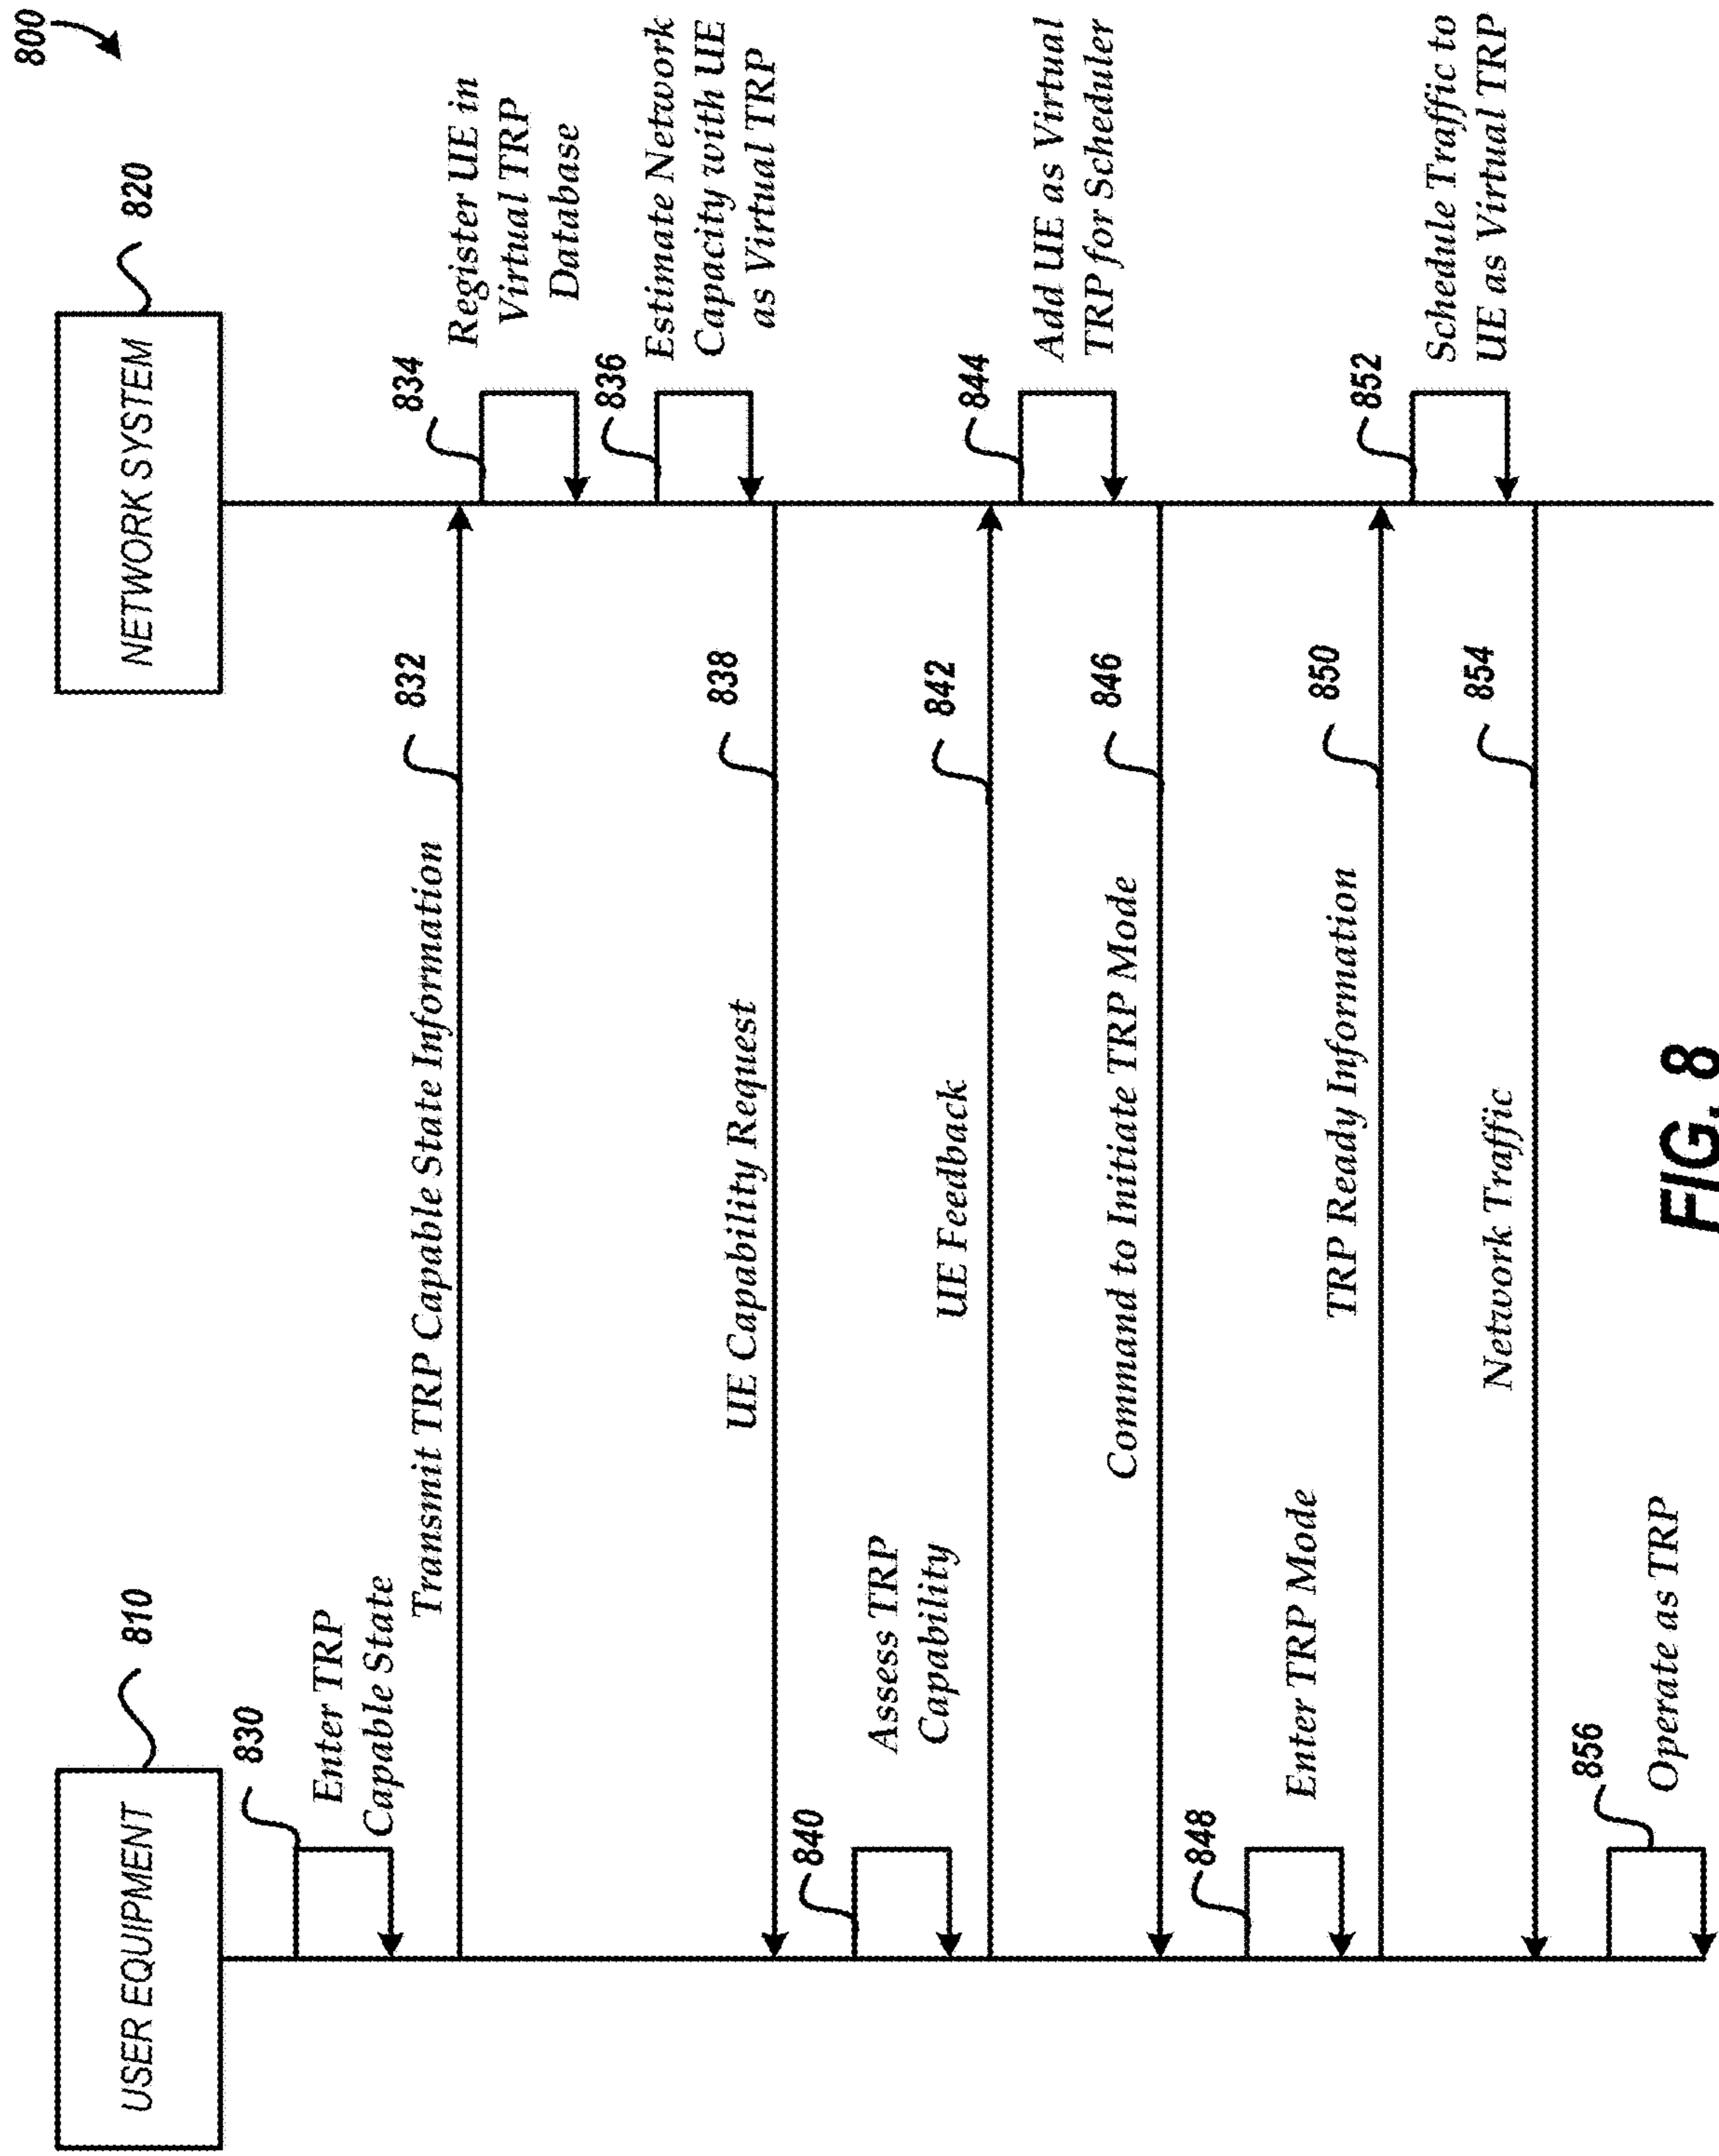 800
USER EQUIPMENT
810
NETWORK SYSTEM
820
830
Enter TRP
Capable State
Transmit TRP Capable State Information
832
834
Register UE in
Virtual TRP
Database
836
Estimate Network
Capacity with UE
as Virtual TRP
UE Capability Request
838
840
Assess TRP
Capability
UE Feedback
842
844
Add UE as Virtual
TRP for Scheduler
Command to Initiate TRP Mode
846
848
Enter TRP Mode
TRP Ready Information
850
852
Schedule Traffic to
UE as Virtual TRP
Network Traffic
854
856
Operate as TRP
FIG. 8